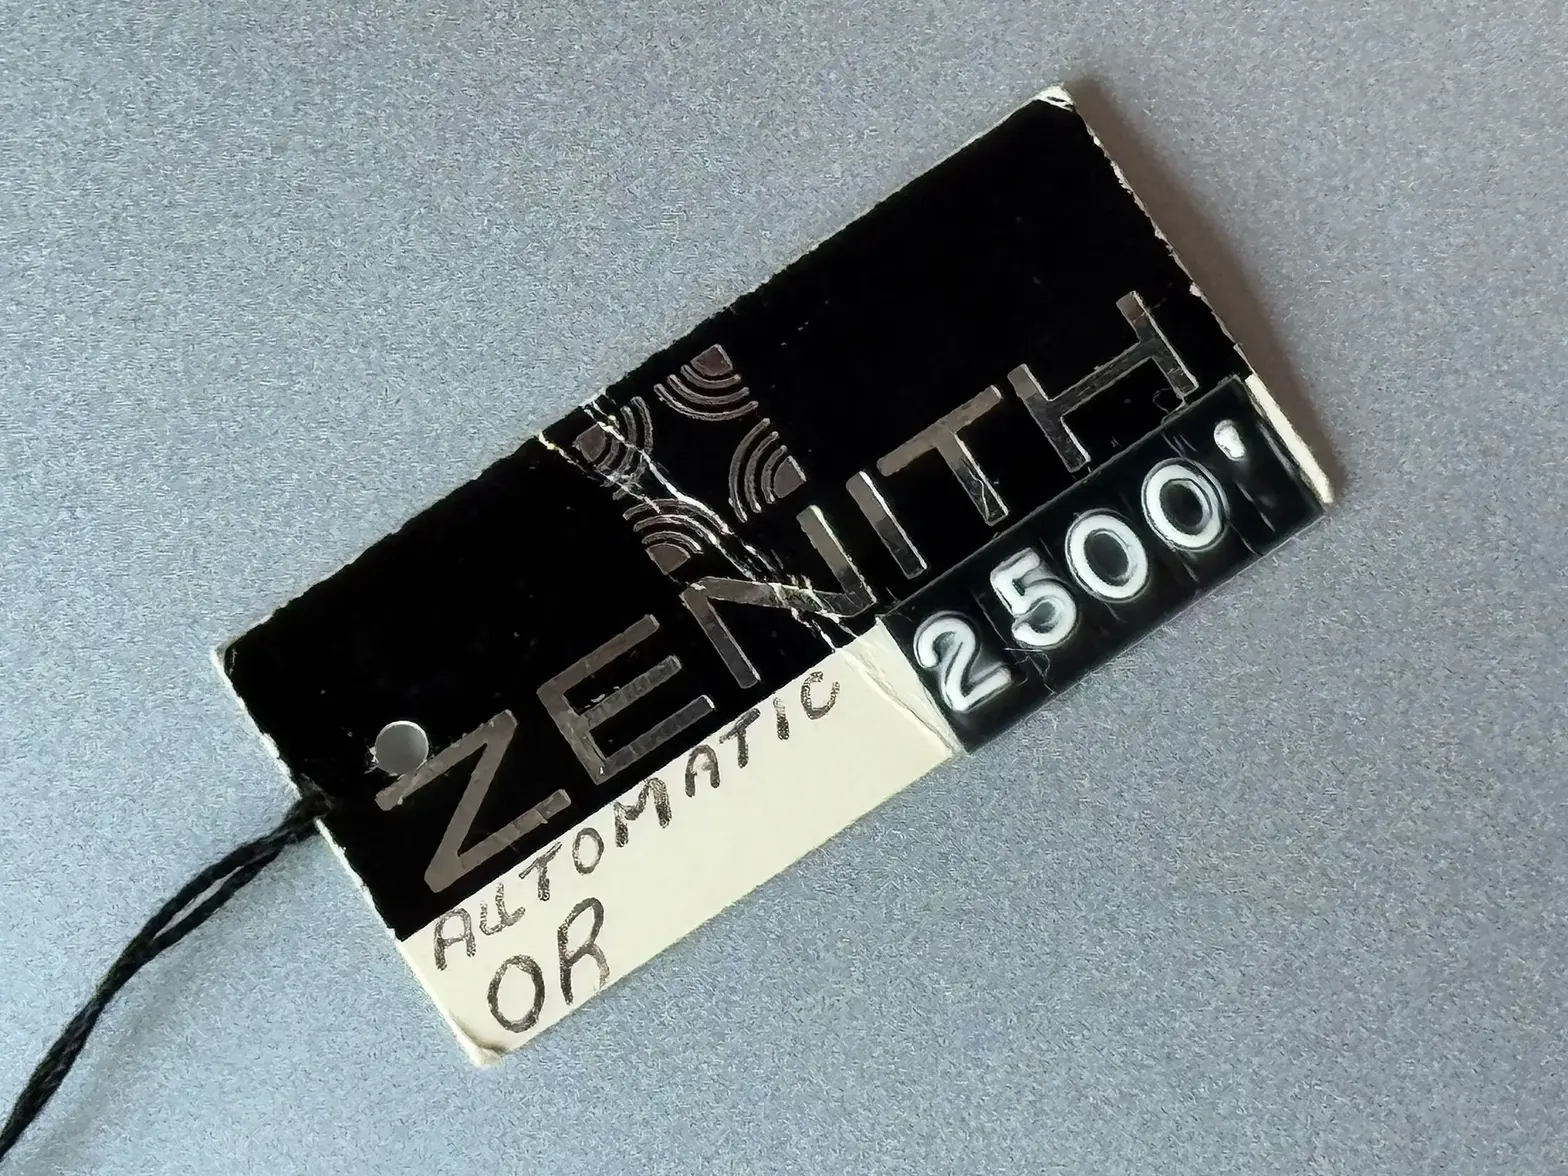 ZENITH
2500'
AUTOMATIC
OR